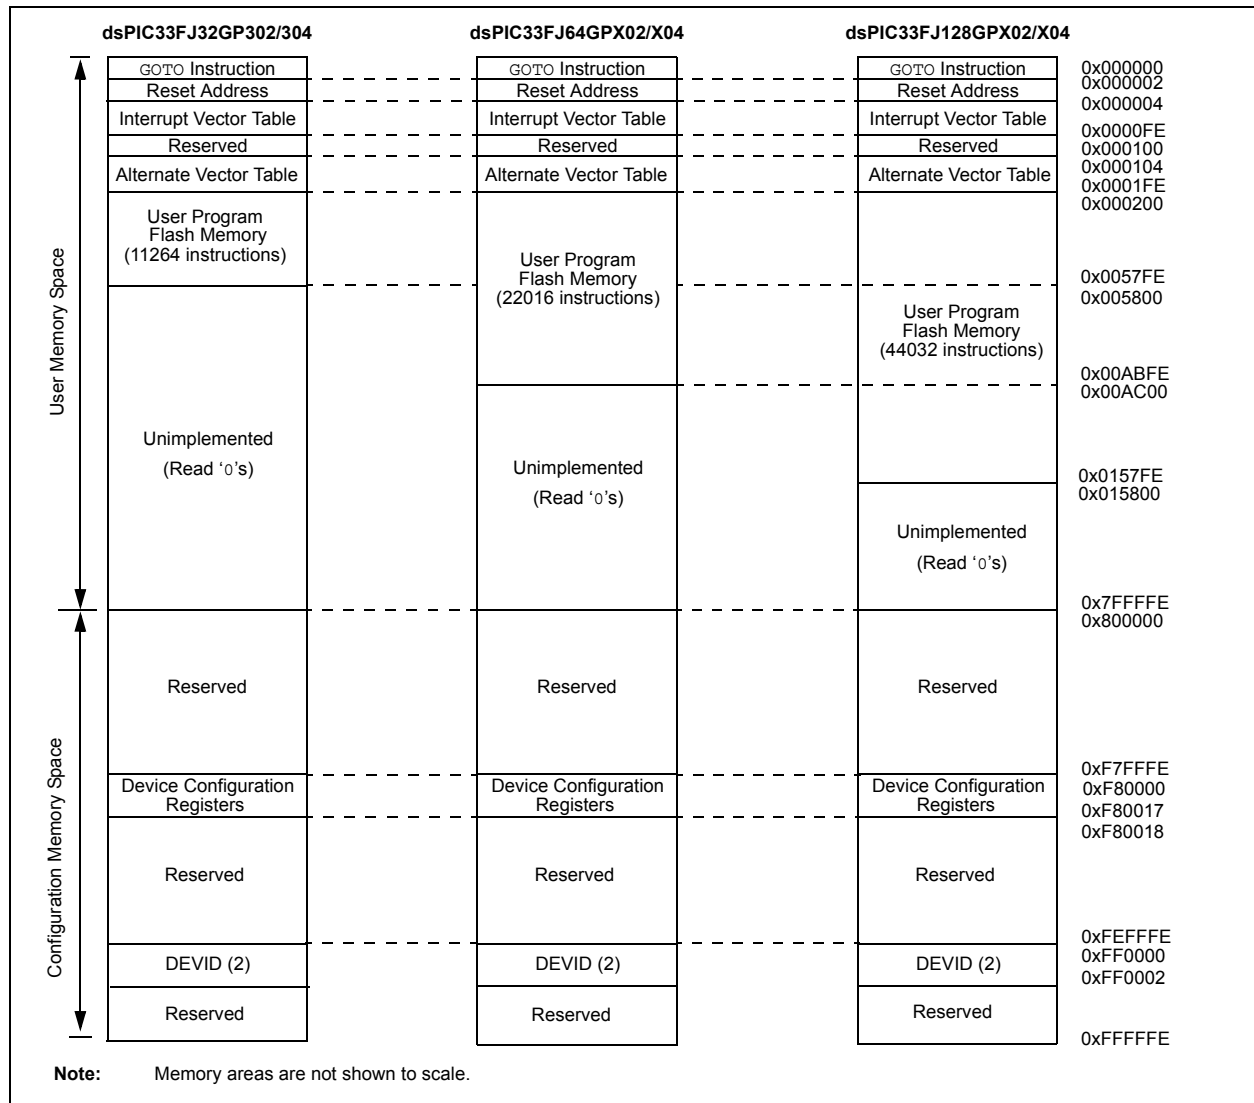 dsPIC33FJ32GP302/304
dsPIC33FJ64GPX02/X04
dsPIC33FJ128GPX02/X04
User Memory Space
Configuration Memory Space
GOTO Instruction
Reset Address
Interrupt Vector Table
Reserved
Alternate Vector Table
User Program
Flash Memory
(11264 instructions)
Unimplemented
(Read ‘0’s)
Reserved
Device Configuration
Registers
Reserved
DEVID (2)
Reserved
GOTO Instruction
Reset Address
Interrupt Vector Table
Reserved
Alternate Vector Table
User Program
Flash Memory
(22016 instructions)
Unimplemented
(Read ‘0’s)
Reserved
Device Configuration
Registers
Reserved
DEVID (2)
Reserved
GOTO Instruction
Reset Address
Interrupt Vector Table
Reserved
Alternate Vector Table
User Program
Flash Memory
(44032 instructions)
Unimplemented
(Read ‘0’s)
Reserved
Device Configuration
Registers
Reserved
DEVID (2)
Reserved
0x000000
0x000002
0x000004
0x0000FE
0x000100
0x000104
0x0001FE
0x000200
0x0057FE
0x005800
0x00ABFE
0x00AC00
0x0157FE
0x015800
0x7FFFFE
0x800000
0xF7FFFE
0xF80000
0xF80017
0xF80018
0xFEFFFE
0xFF0000
0xFF0002
0xFFFFFE
Note: Memory areas are not shown to scale.